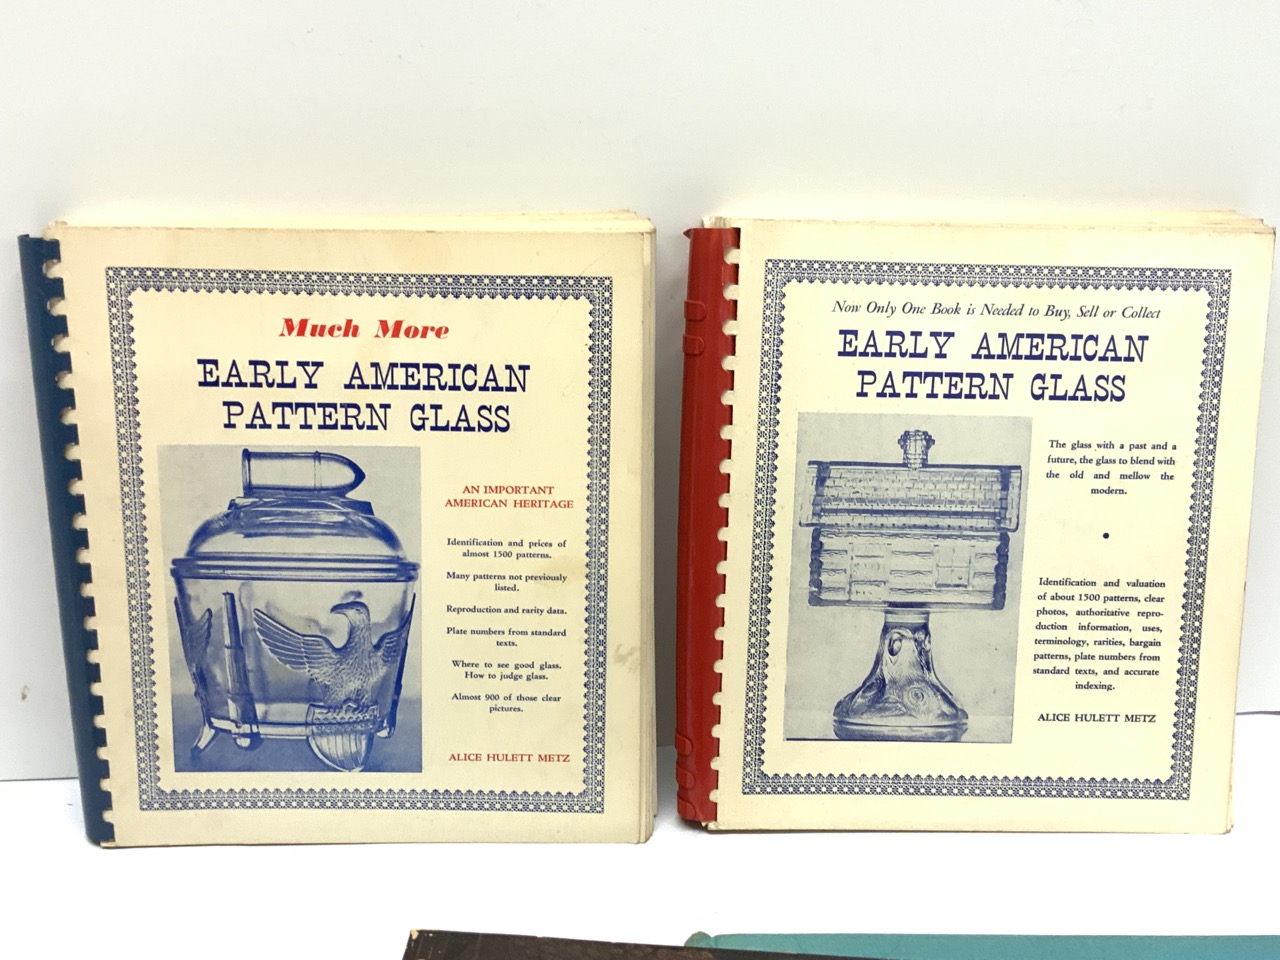 Much More
EARLY AMERICAN
PATTERN GLASS
AN IMPORTANT
AMERICAN HERITAGE
Identification and prices of
almost 1500 patterns.
Many patterns not previously
listed.
Reproduction and rarity data.
Plate numbers from standard
texts.
Where to see good glass.
How to judge glass.
Almost 900 of those clear
pictures.
ALICE HULETT METZ
Now Only One Book is Needed to Buy, Sell or Collect
EARLY AMERICAN
PATTERN GLASS
The glass with a past and a
future, the glass to blend with
the old and mellow the
modern.
Identification and valuation
of about 1500 patterns, clear
photos, authoritative repro-
duction information, uses,
terminology, rarities, bargain
patterns, plate numbers from
standard texts, and accurate
indexing.
ALICE HULETT METZ